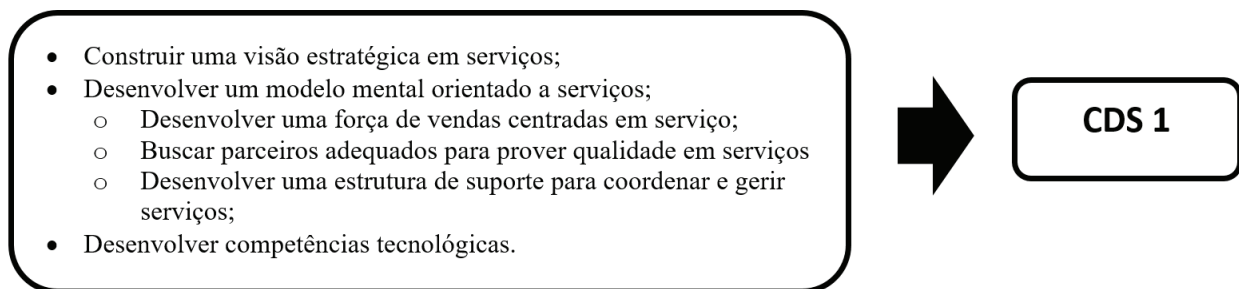 • Construir uma visão estratégica em serviços;
• Desenvolver um modelo mental orientado a serviços;
o Desenvolver uma força de vendas centradas em serviço;
o Buscar parceiros adequados para prover qualidade em serviços
o Desenvolver uma estrutura de suporte para coordenar e gerir
serviços;
• Desenvolver competências tecnológicas.
CDS 1